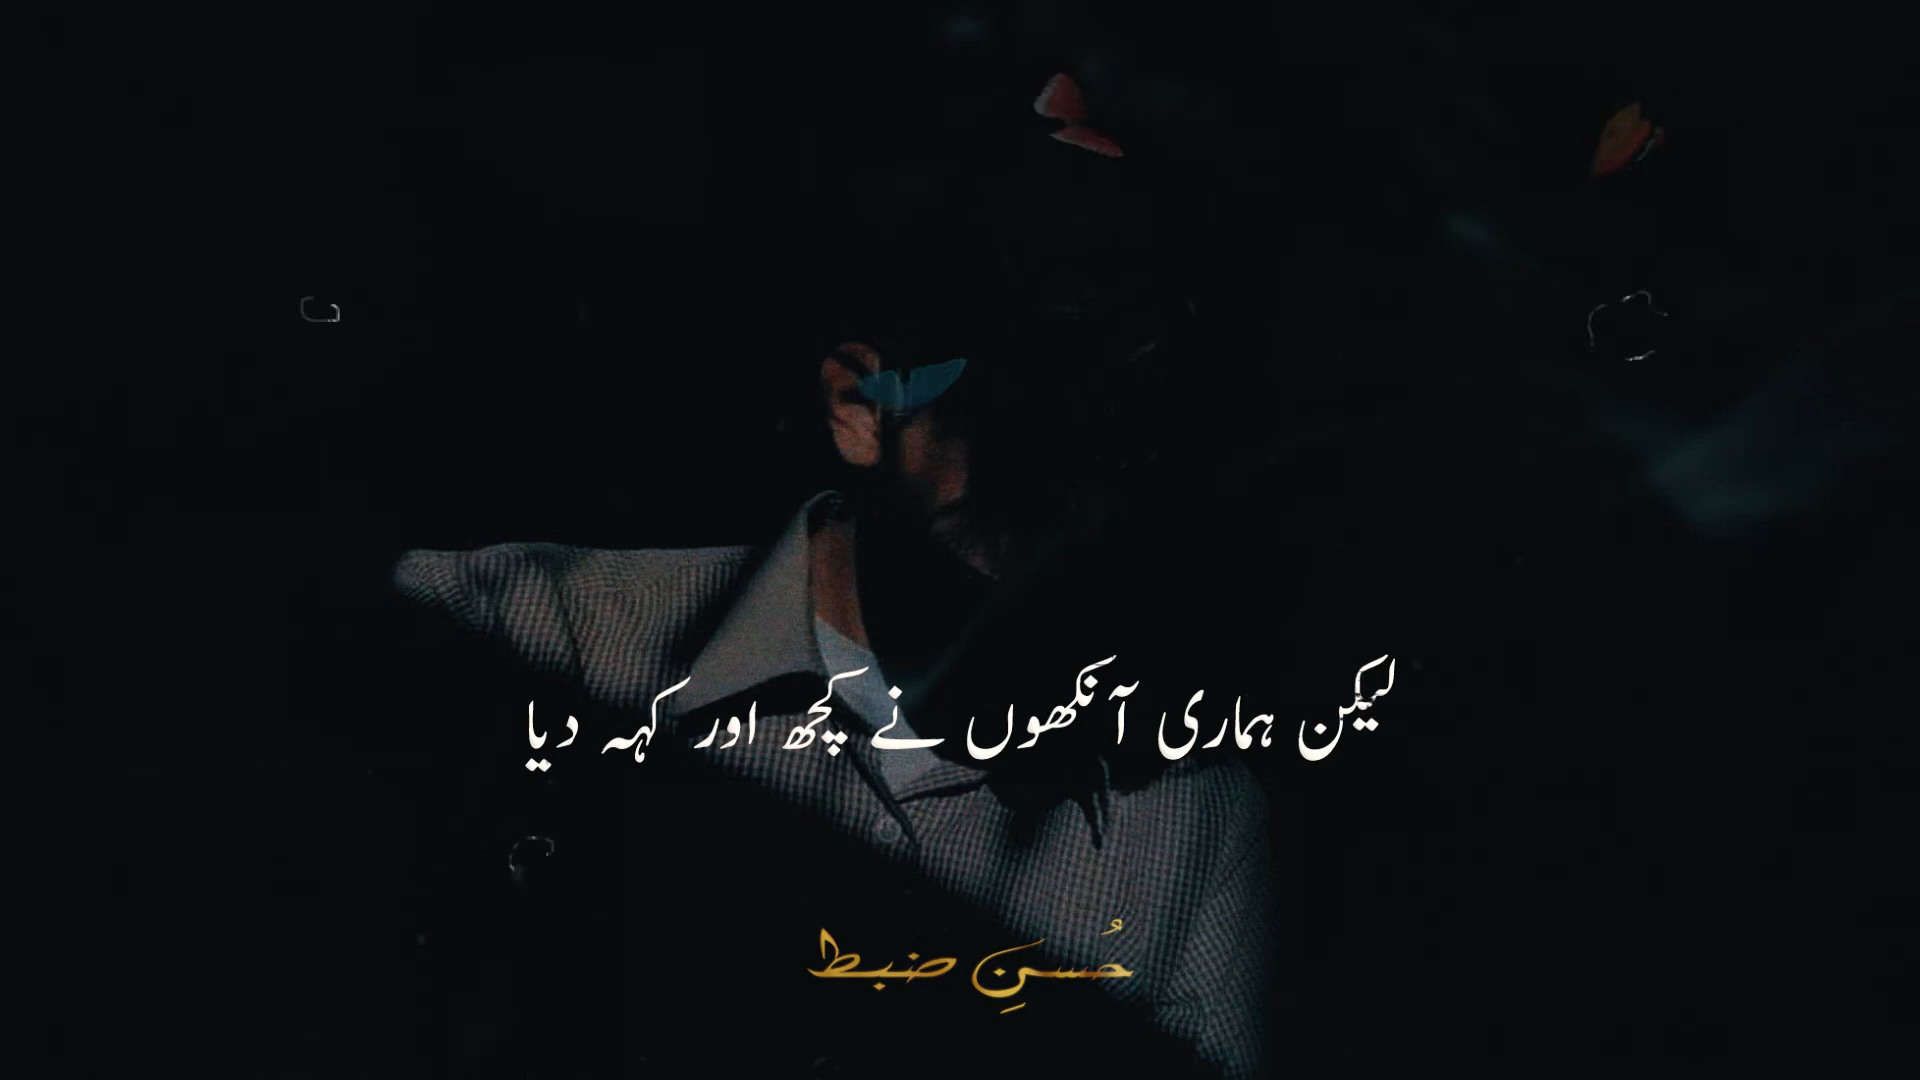 لیکن ہماری آنکھوں نے کچھ اور کہہ دیا
حُسنِ ضبط